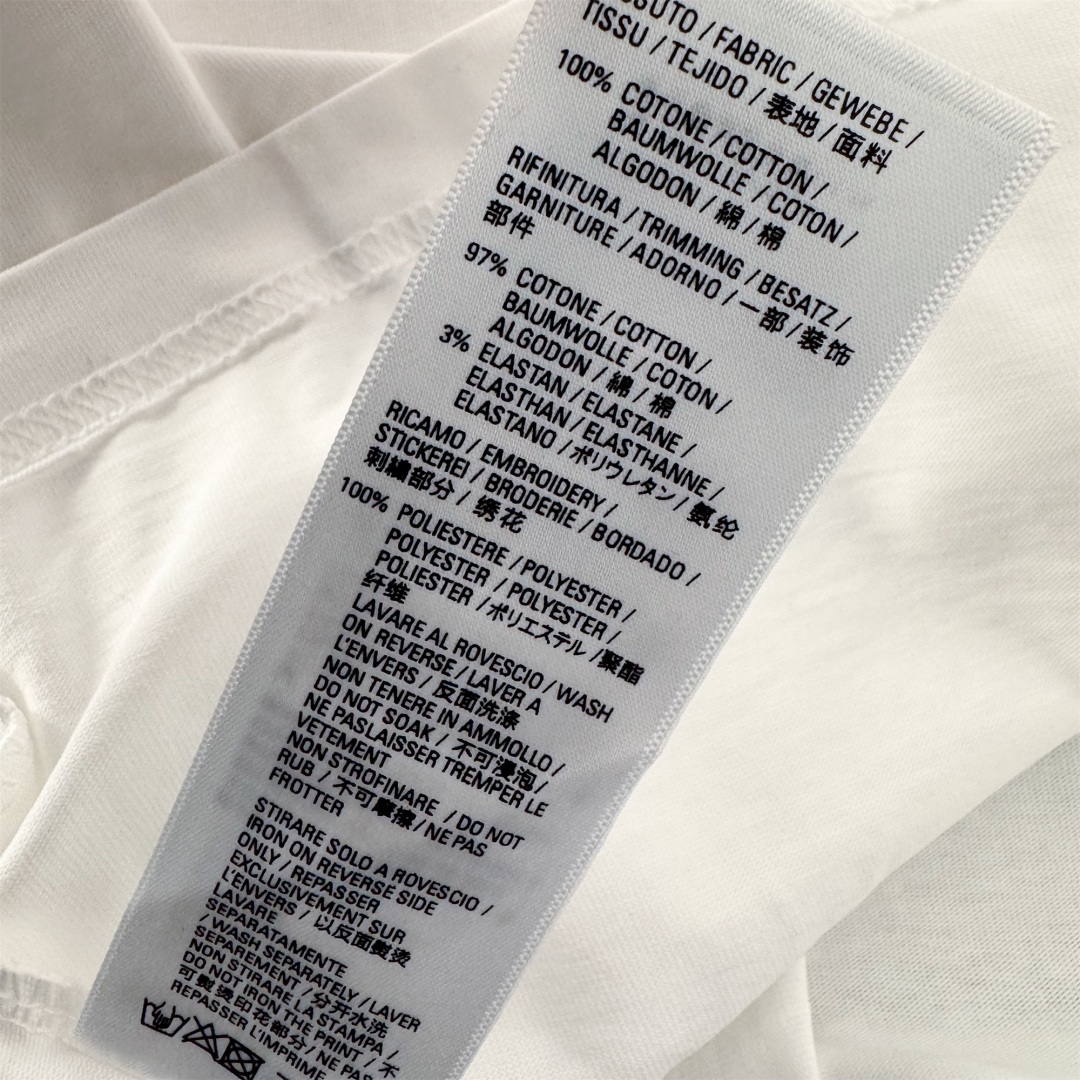 TISSUTO / FABRIC / GEWEBE /
TISSU / TEJIDO / 表地 / 面料
100% COTONE / COTTON /
BAUMWOLLE / COTON /
ALGODON / 綿 / 棉
RIFINITURA / TRIMMING / BESATZ /
GARNITURE / ADORNO / 一部 / 装饰
部件
97% COTONE / COTTON /
BAUMWOLLE / COTON /
ALGODON / 綿 / 棉
3% ELASTAN / ELASTANE /
ELASTHAN / ELASTHANNE /
ELASTANO / ポリウレタン / 氨纶
RICAMO / EMBROIDERY /
STICKEREI / BRODERIE / BORDADO /
刺繍部分 / 绣花
100% POLIESTERE / POLYESTER /
POLYESTER / POLYESTER /
POLIESTER / ポリエステル / 聚酯
纤维
LAVARE AL ROVESCIO / WASH
ON REVERSE / LAVER A
L'ENVERS / 反面洗涤
NON TENERE IN AMMOLLO /
DO NOT SOAK / 不可浸泡 /
NE PASLAISSER TREMPER LE
VETEMENT
NON STROFINARE / DO NOT
RUB / 不可摩擦 / NE PAS
FROTTER
STIRARE SOLO A ROVESCIO /
IRON ON REVERSE SIDE
ONLY / REPASSER
EXCLUSIVEMENT SUR
L'ENVERS / 以反面熨烫
LAVARE
SEPARATAMENTE
/ WASH SEPARATELY / LAVER
SEPAREMENT / 分开水洗
NON STIRARE LA STAMPA /
DO NOT IRON THE PRINT / 不
可熨烫印花部分 / NE PAS
REPASSER L'IMPRIME